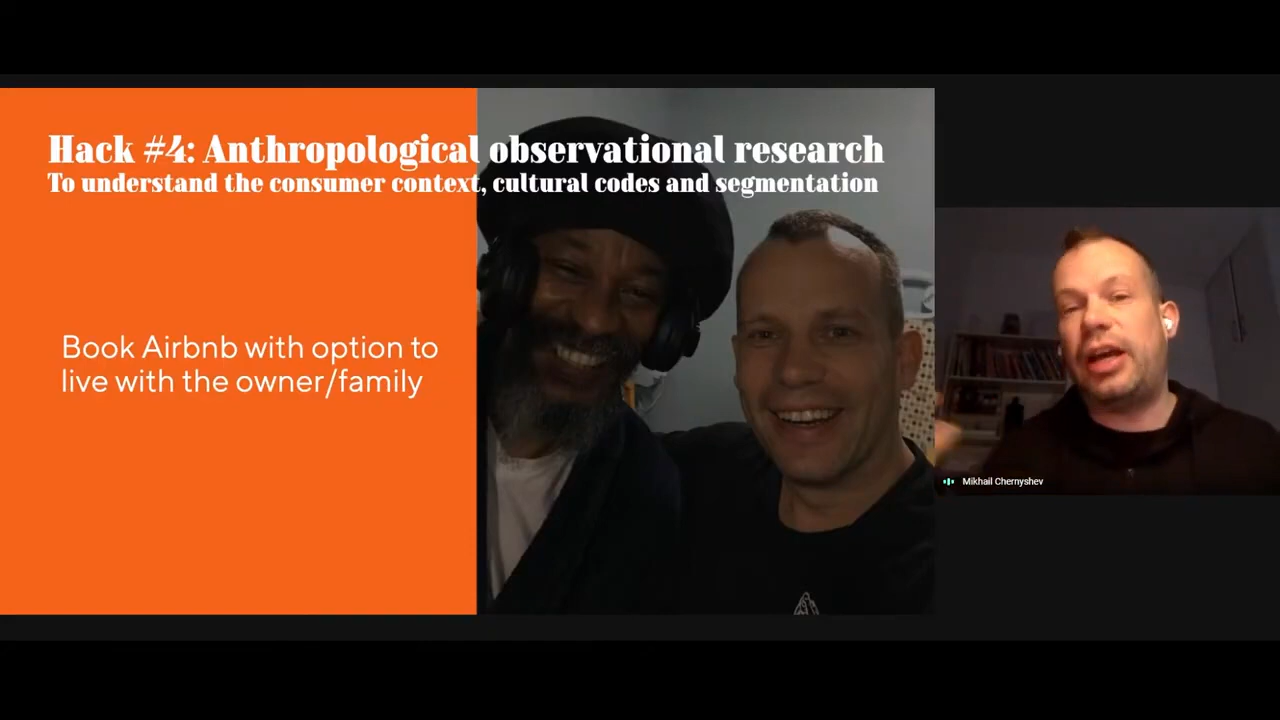 Hack #4: Anthropological observational research
To understand the consumer context, cultural codes and segmentation
Book Airbnb with option to
live with the owner/family
Mikhail Chernyshev